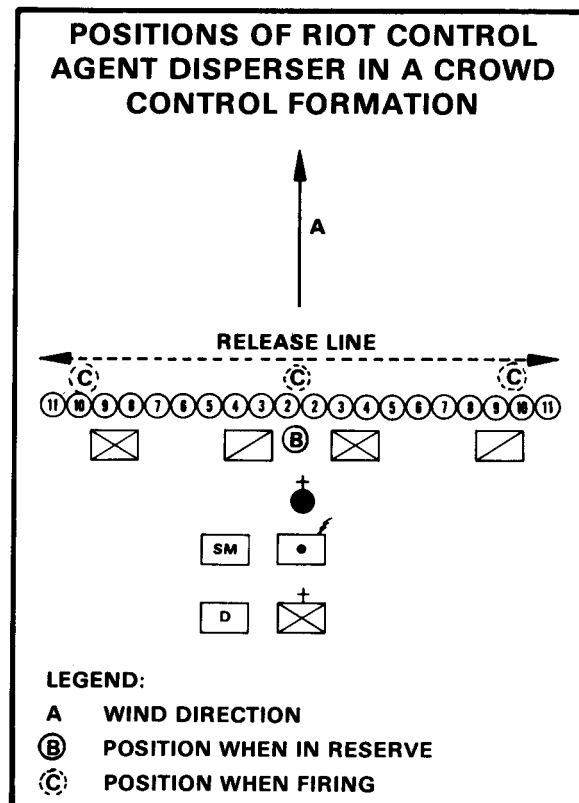 POSITIONS OF RIOT CONTROL
AGENT DISPERSER IN A CROWD
CONTROL FORMATION
A
RELEASE LINE
C C C
11 10 9 8 7 6 5 4 3 2 2 3 4 5 6 7 8 9 10 11
B
SM
D
LEGEND:
A WIND DIRECTION
B POSITION WHEN IN RESERVE
C POSITION WHEN FIRING